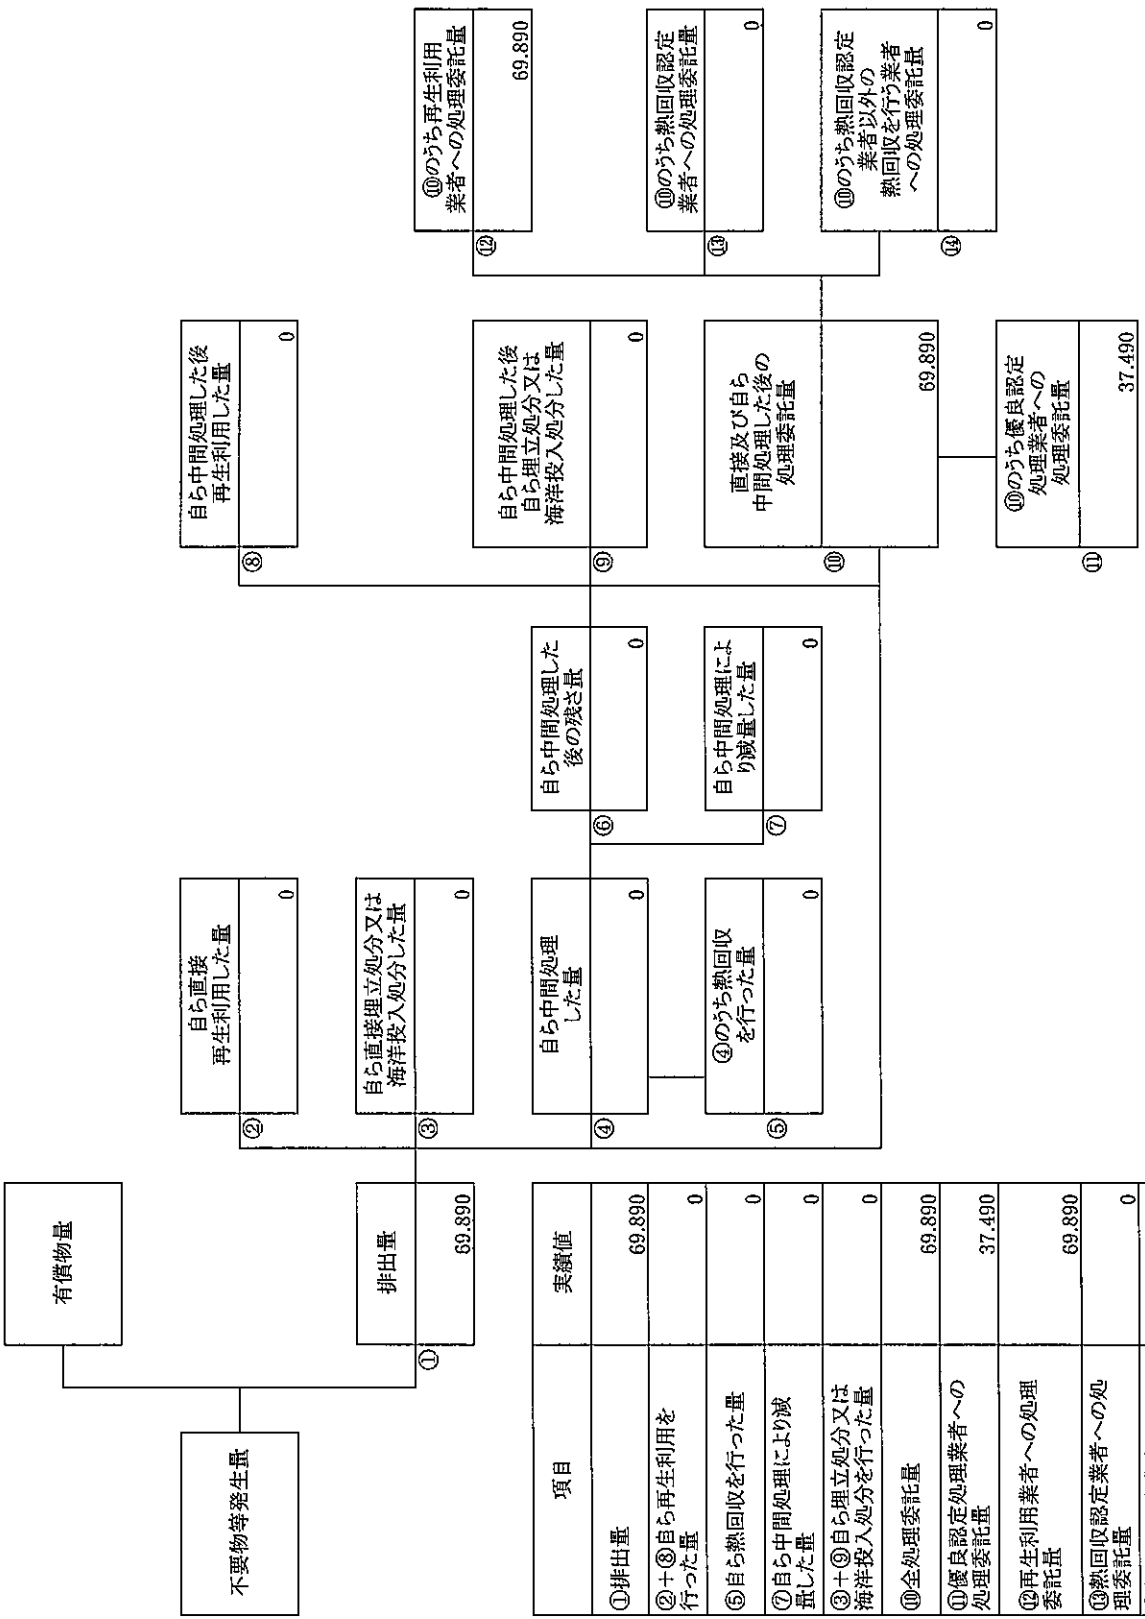 不要物等発生量
有償物量
①
排出量
69.890
②
自ら直接
再生利用した量
0
③
自ら直接埋立処分又は
海洋投入処分した量
0
④
自ら中間処理
した量
0
⑤
④のうち熱回収
を行った量
0
⑥
自ら中間処理した
後の残さ量
0
⑦
自ら中間処理によ
り減量した量
0
⑧
自ら中間処理した後
再生利用した量
0
⑨
自ら中間処理した後
自ら埋立処分又は
海洋投入処分した量
0
⑩
直接及び自ら
中間処理した後の
処理委託量
69.890
⑪
⑩のうち優良認定
処理業者への
処理委託量
37.490
⑫
⑩のうち再生利用
業者への処理委託量
69.890
⑬
⑩のうち熱回収認定
業者への処理委託量
0
⑭
⑩のうち熱回収認定
業者以外の
熱回収を行う業者
への処理委託量
0
項目 実績値
①排出量 69.890
②+⑧自ら再生利用を
行った量 0
⑤自ら熱回収を行った量 0
⑦自ら中間処理により減
量した量 0
③+⑨自ら埋立処分又は
海洋投入処分を行った量 0
⑩全処理委託量 69.890
⑪優良認定処理業者への
処理委託量 37.490
⑫再生利用業者への処理
委託量 69.890
⑬熱回収認定業者への処
理委託量 0